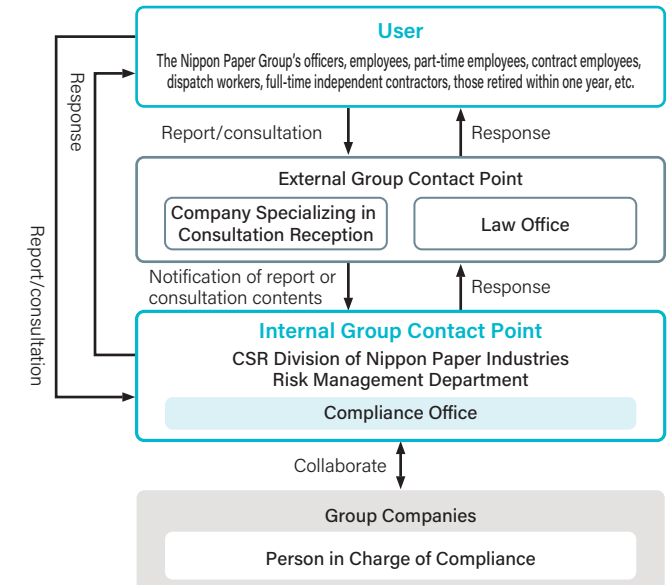 User
The Nippon Paper Group's officers, employees, part-time employees, contract employees,
dispatch workers, full-time independent contractors, those retired within one year, etc.
Response
Report/consultation
Report/consultation
Response
External Group Contact Point
Company Specializing in
Consultation Reception
Law Office
Notification of report or
consultation contents
Response
Internal Group Contact Point
CSR Division of Nippon Paper Industries
Risk Management Department
Compliance Office
Collaborate
Group Companies
Person in Charge of Compliance